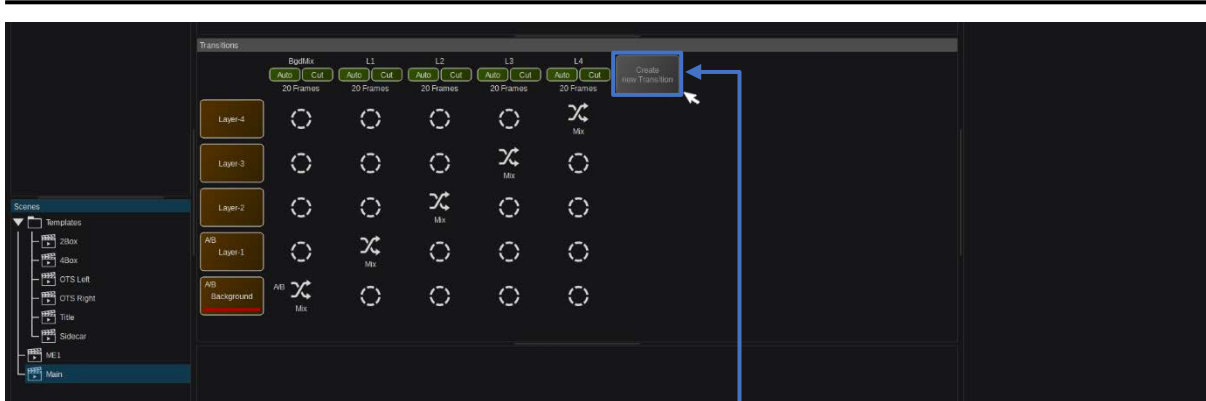 Transitions
BgdMix L1 L2 L3 L4
Auto Cut Auto Cut Auto Cut Auto Cut Auto Cut
20 Frames 20 Frames 20 Frames 20 Frames 20 Frames
Create
new Transition
Layer-4
Mix
Layer-3
Mix
Layer-2
Mix
A/B
Layer-1
Mix
A/B
Background
A/B
Mix
Scenes
Templates
2Box
4Box
OTS Left
OTS Right
Title
Sidecar
ME1
Main